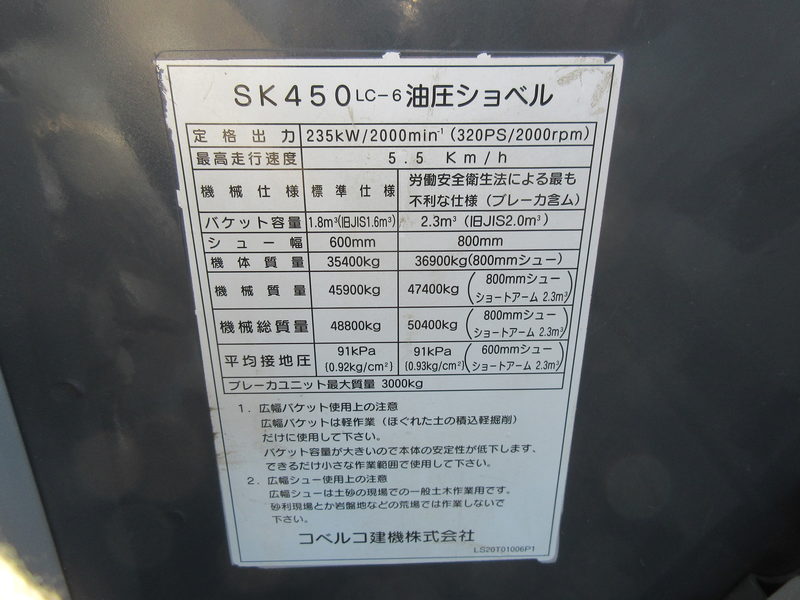 SK450LC-6油圧ショベル
定格出力 235kW/2000min⁻¹(320PS/2000rpm)
最高走行速度 5.5 Km/h
機械仕様 標準仕様 労働安全衛生法による最も
不利な仕様(ブレーカ含ム)
バケット容量 1.8m³(旧JIS1.6m³) 2.3m³(旧JIS2.0m³)
シュー幅 600mm 800mm
機体質量 35400kg 36900kg(800mmシュー)
機械質量 45900kg 47400kg(800mmシュー
ショートアーム 2.3m³)
機械総質量 48800kg 50400kg(800mmシュー
ショートアーム 2.3m³)
平均接地圧 91kPa 91kPa (600mmシュー
{0.92kg/cm²} {0.93kg/cm²} ショートアーム 2.3m³)
ブレーカユニット最大質量 3000kg
1. 広幅バケット使用上の注意
広幅バケットは軽作業(ほぐれた土の積込軽掘削)
だけに使用して下さい。
バケット容量が大きいので本体の安定性が低下します、
できるだけ小さな作業範囲で使用して下さい。
2. 広幅シュー使用上の注意
広幅シューは土砂の現場での一般土木作業用です。
砂利現場とか岩盤地などの荒場では作業しないで
下さい。
コベルコ建機株式会社
LS20T01006P1